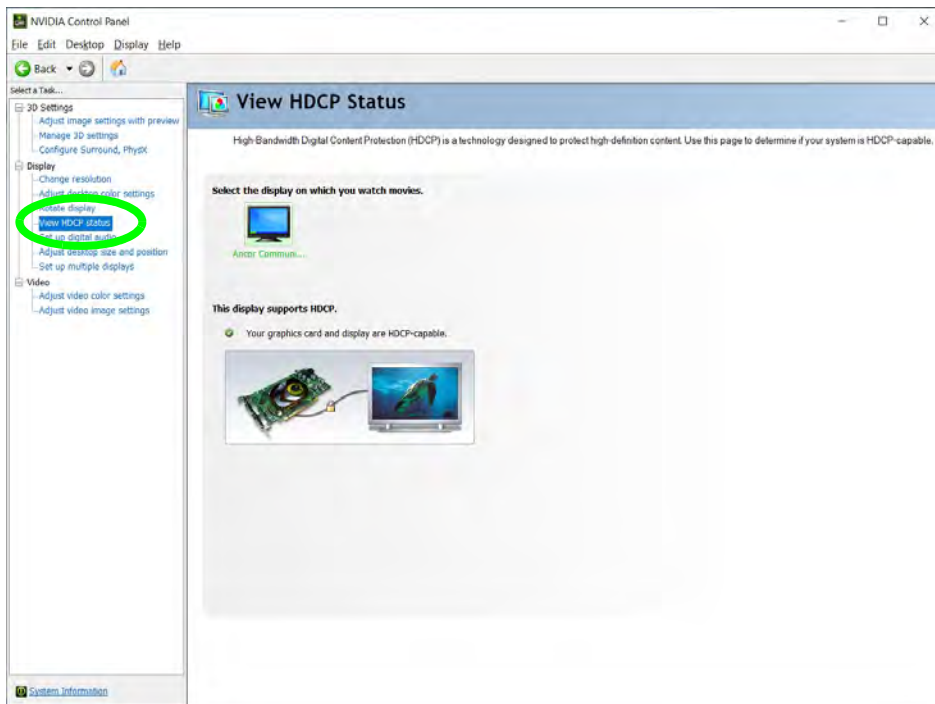 NVIDIA Control Panel
File Edit Desktop Display Help
Back
Select a Task...
3D Settings
Adjust image settings with preview
Manage 3D settings
Configure Surround, PhysX
Display
Change resolution
Adjust desktop color settings
Rotate display
View HDCP status
Set up digital audio
Adjust desktop size and position
Set up multiple displays
Video
Adjust video color settings
Adjust video image settings
System Information
View HDCP Status
High-Bandwidth Digital Content Protection (HDCP) is a technology designed to protect high-definition content. Use this page to determine if your system is HDCP-capable.
Select the display on which you watch movies.
Ancor Communi...
This display supports HDCP.
Your graphics card and display are HDCP-capable.